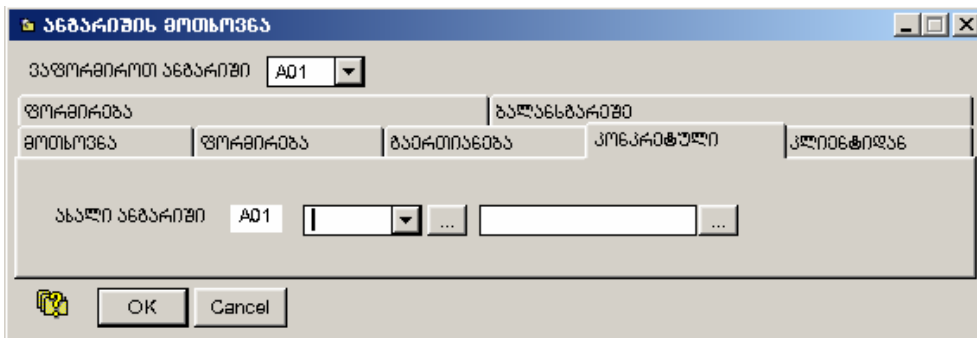 ანგარიშის მოთხოვნა
ვაფორმიროთ ანგარიში A01
ფორმირება ბალანსგარეშე
მოთხოვნა ფორმირება გაერთიანება კონკრეტული კლიენტიდან
ახალი ანგარიში A01 ... ...
OK Cancel